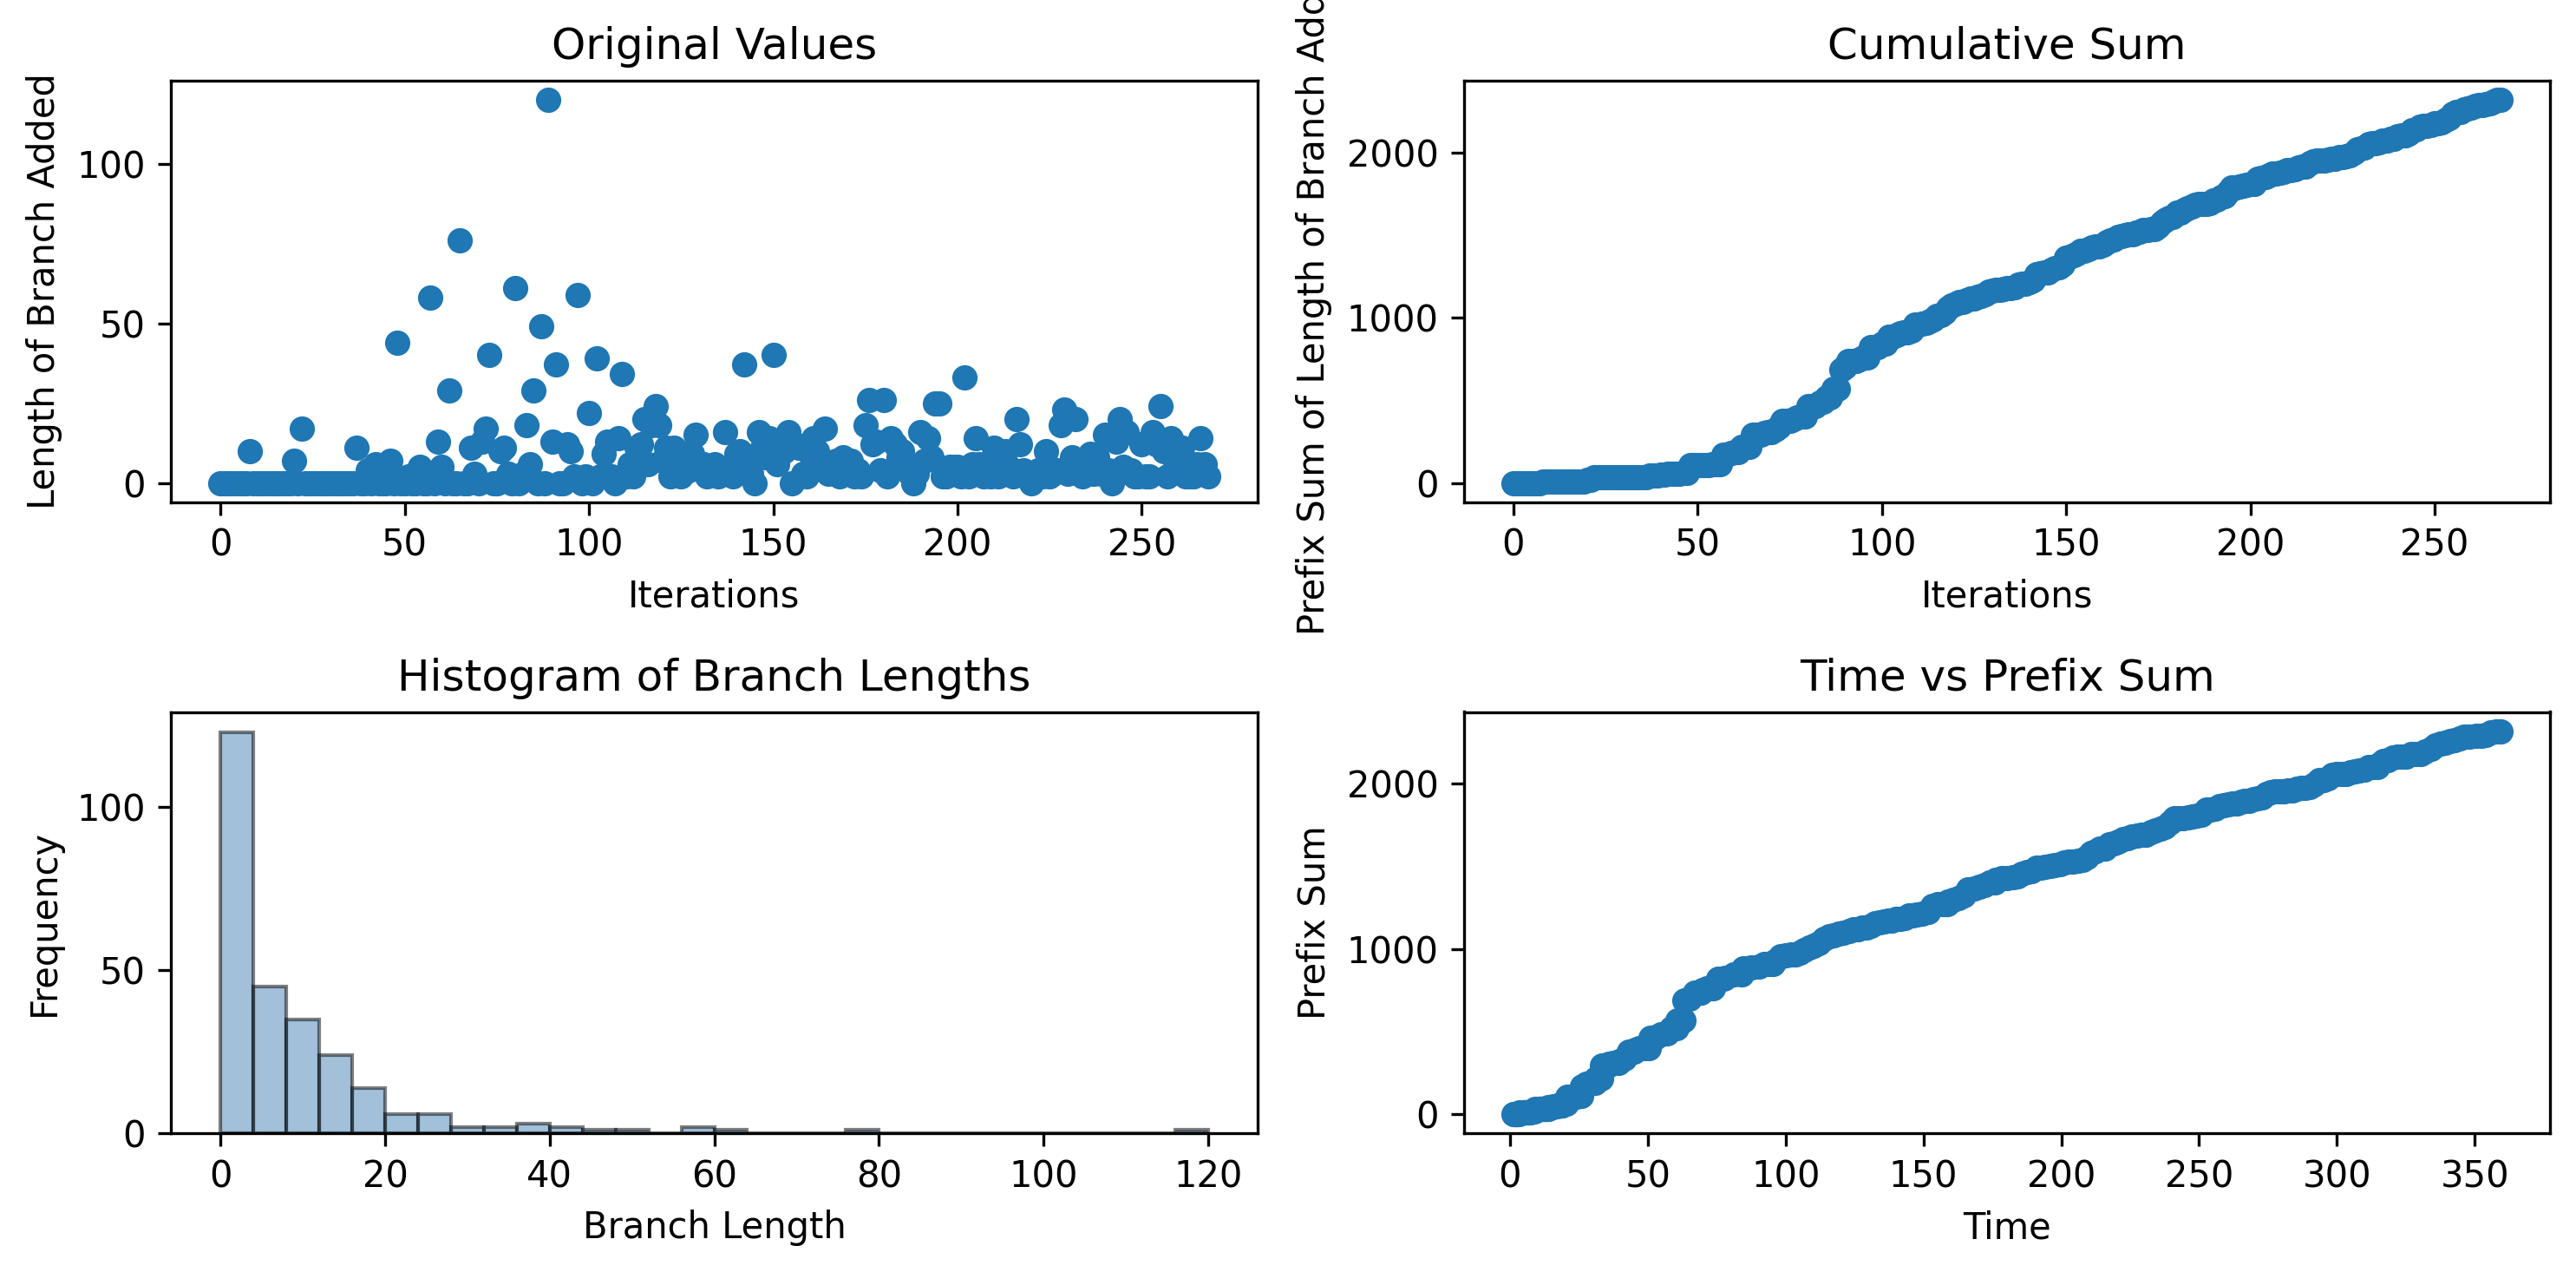 Original Values
Length of Branch Added
100
50
0
0 50 100 150 200 250
Iterations
Cumulative Sum
Prefix Sum of Length of Branch
2000
1000
0
0 50 100 150 200 250
Iterations
Histogram of Branch Lengths
Frequency
100
50
0
0 20 40 60 80 100 120
Branch Length
Time vs Prefix Sum
Prefix Sum
2000
1000
0
0 50 100 150 200 250 300 350
Time